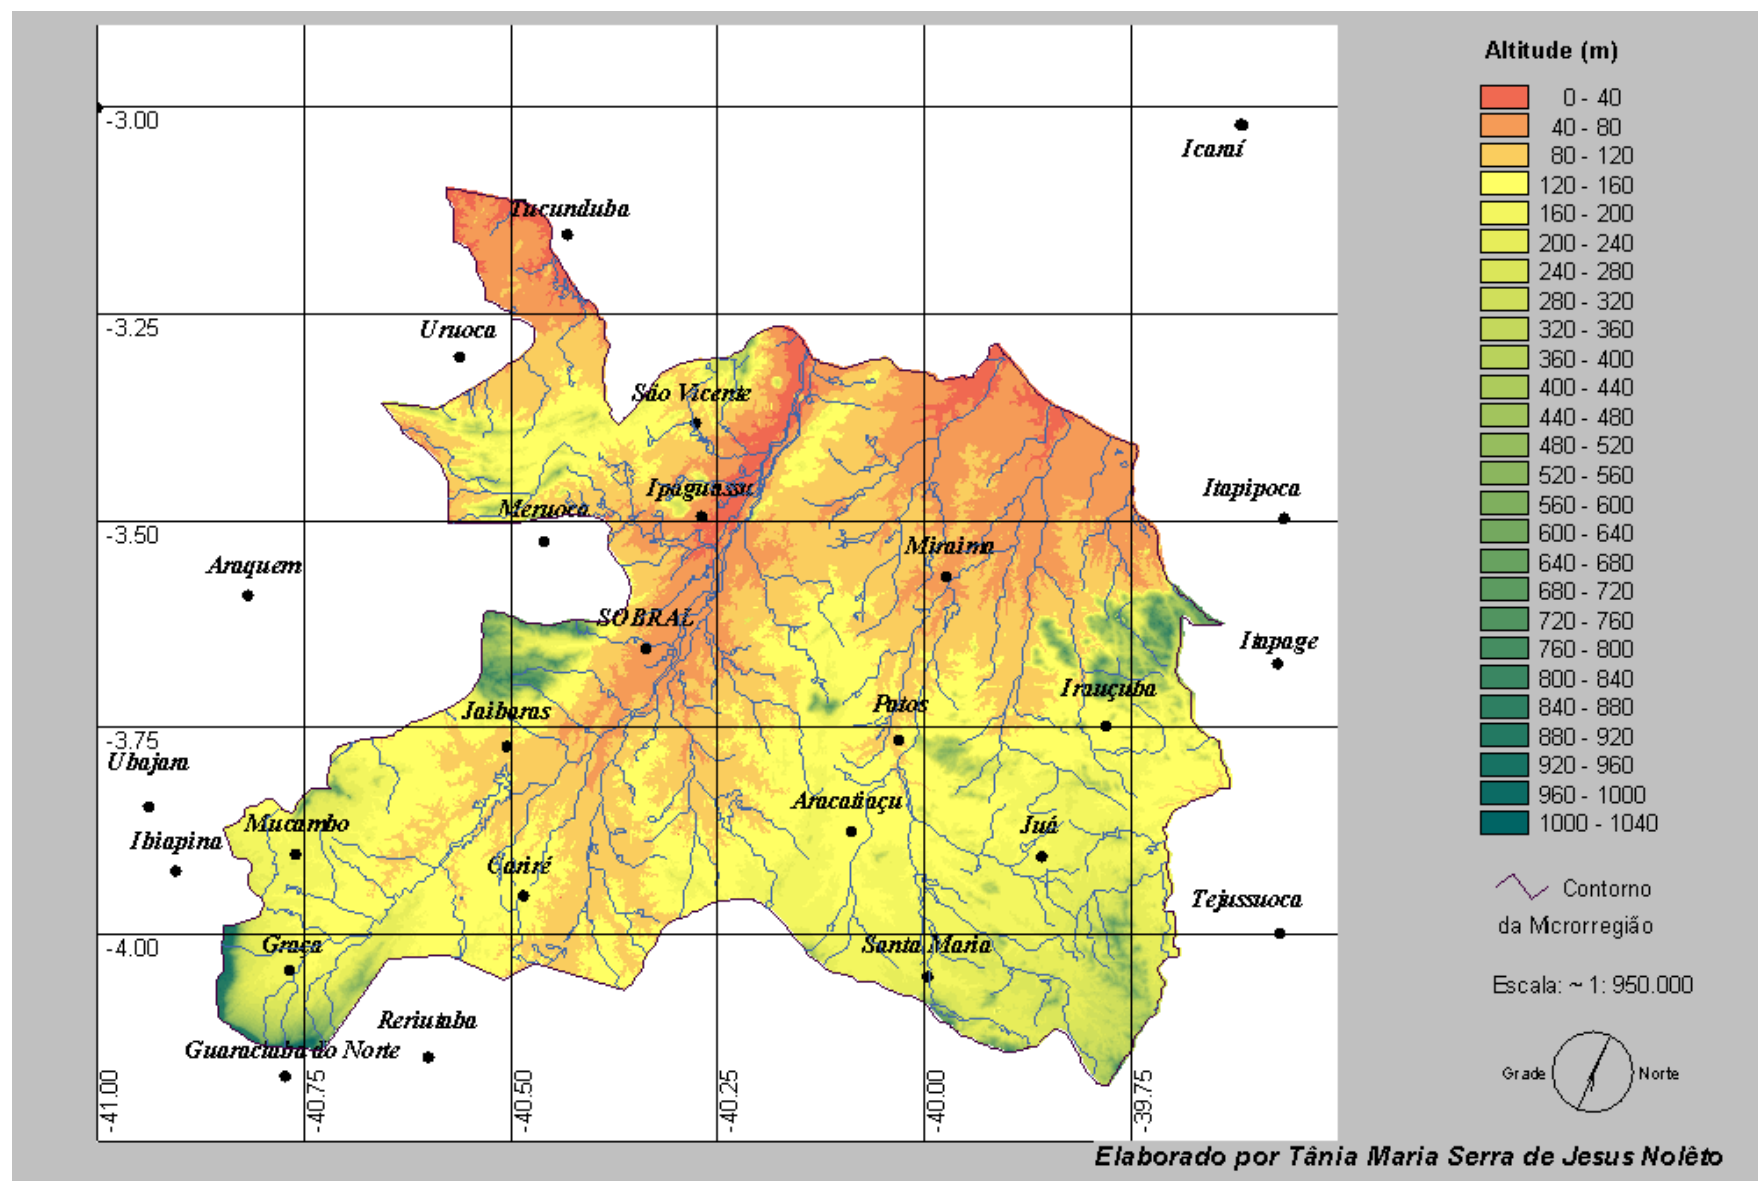 Altitude (m)
0 - 40
40 - 80
80 - 120
120 - 160
160 - 200
200 - 240
240 - 280
280 - 320
320 - 360
360 - 400
400 - 440
440 - 480
480 - 520
520 - 560
560 - 600
600 - 640
640 - 680
680 - 720
720 - 760
760 - 800
800 - 840
840 - 880
880 - 920
920 - 960
960 - 1000
1000 - 1040
Contorno
da Microrregião
Escala: ~ 1: 950.000
Grade
Norte
-3.00
Icaraí
Tucunduba
-3.25
Uruoca
São Vicente
Ipaguassu
Itapipoca
Meruoca
-3.50
Miraima
Araquem
SOBRAL
Itapage
Irauçuba
Patos
Jaibaras
-3.75
Ubajara
Aracatiaçu
Juá
Mucambo
Ibiapina
Cariré
Tejussuoca
Graça
Santa Maria
-4.00
Reriutaba
Guaraciaba do Norte
-41.00
-40.75
-40.50
-40.25
-40.00
-39.75
Elaborado por Tânia Maria Serra de Jesus Nolêto